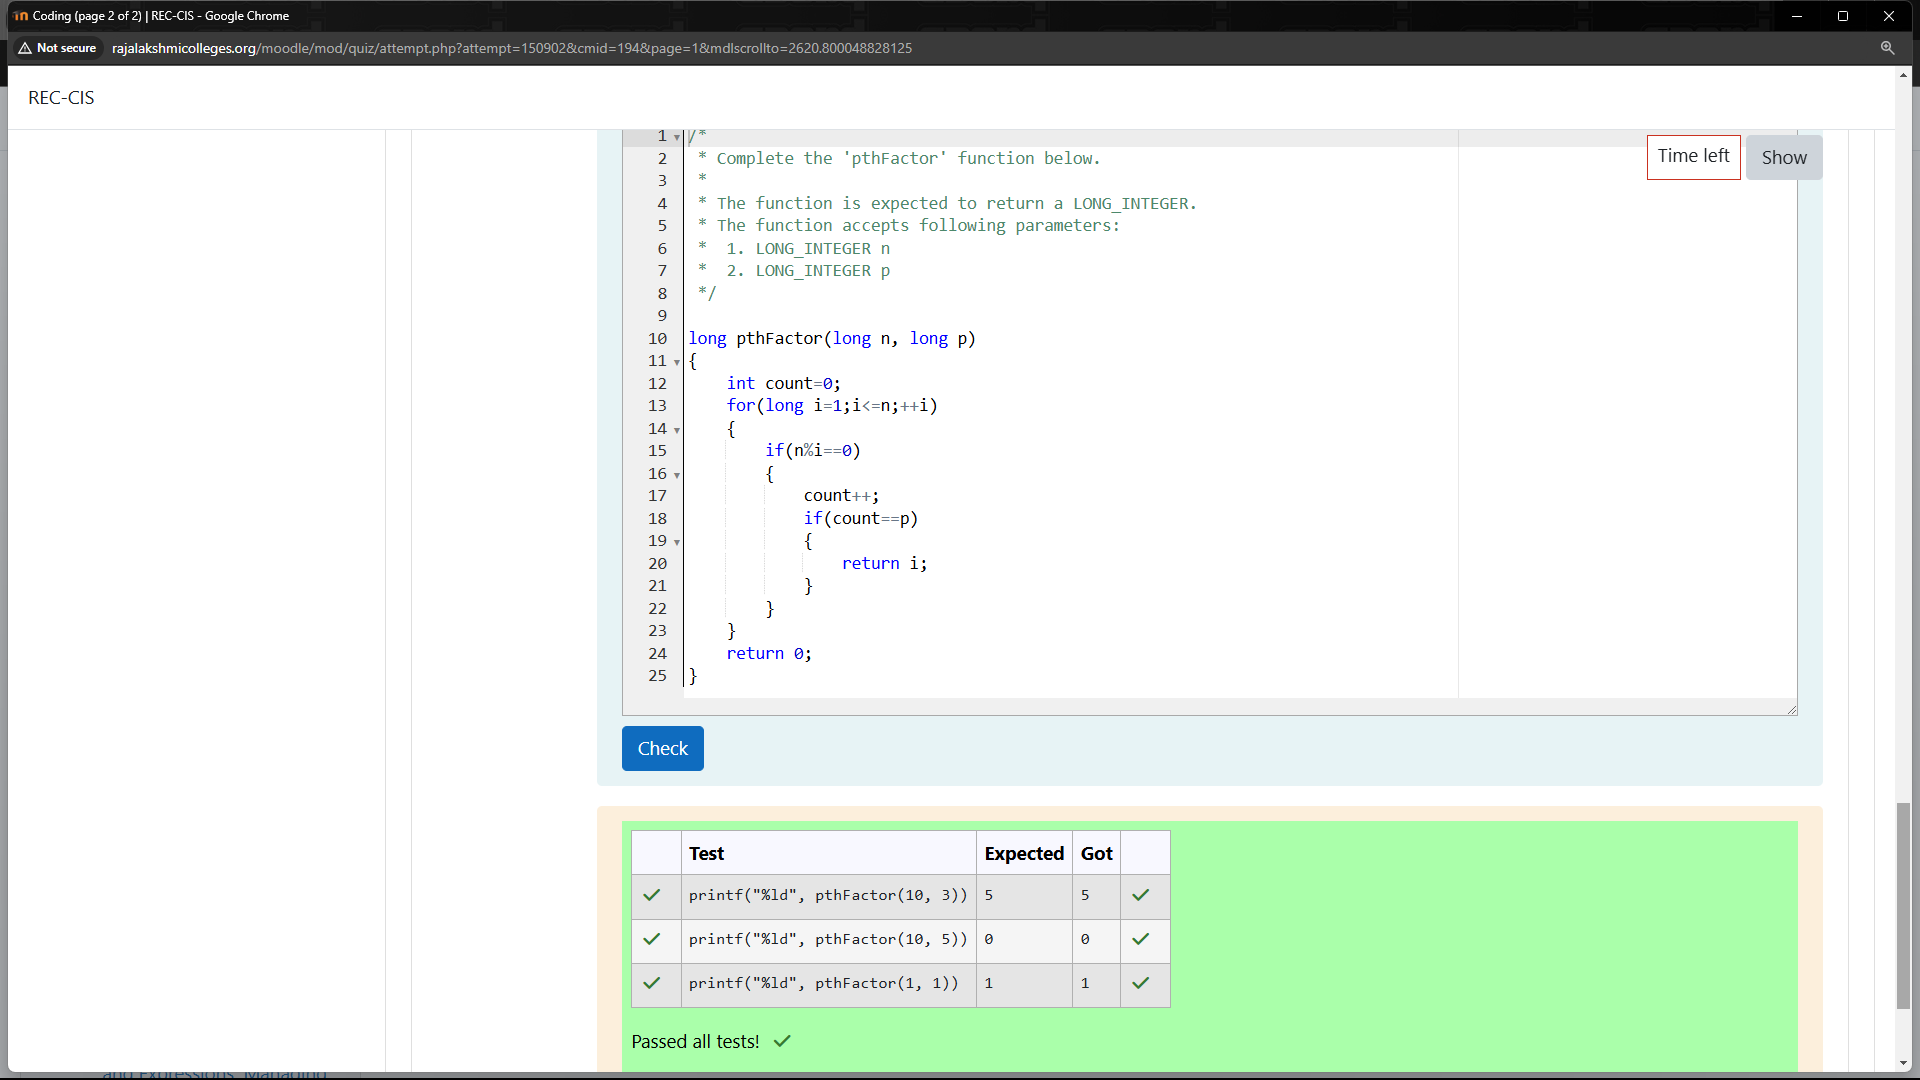 Coding (page 2 of 2) | REC-CIS - Google Chrome
Not secure rajalakshmicolleges.org/moodle/mod/quiz/attempt.php?attempt=150902&cmid=194&page=1&mdlscrollto=2620.800048828125
REC-CIS
Time left Show
1 /*
2  * Complete the 'pthFactor' function below.
3  *
4  * The function is expected to return a LONG_INTEGER.
5  * The function accepts following parameters:
6  *  1. LONG_INTEGER n
7  *  2. LONG_INTEGER p
8  */
9
10 long pthFactor(long n, long p)
11 {
12     int count=0;
13     for(long i=1;i<=n;++i)
14     {
15         if(n%i==0)
16         {
17             count++;
18             if(count==p)
19             {
20                 return i;
21             }
22         }
23     }
24     return 0;
25 }
Check
Test Expected Got
printf("%ld", pthFactor(10, 3)) 5 5
printf("%ld", pthFactor(10, 5)) 0 0
printf("%ld", pthFactor(1, 1)) 1 1
Passed all tests!
and Expressions, Managing